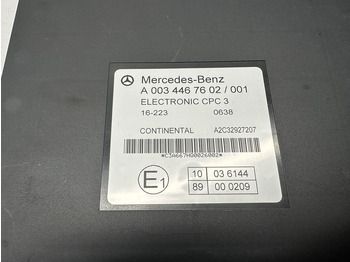 Mercedes-Benz
A 003 446 76 02 / 001
ELECTRONIC CPC 3
16-223 0638
CONTINENTAL A2C32927207
*C3A667HQ0026002*
E1
10 03 6144
89 00 0209